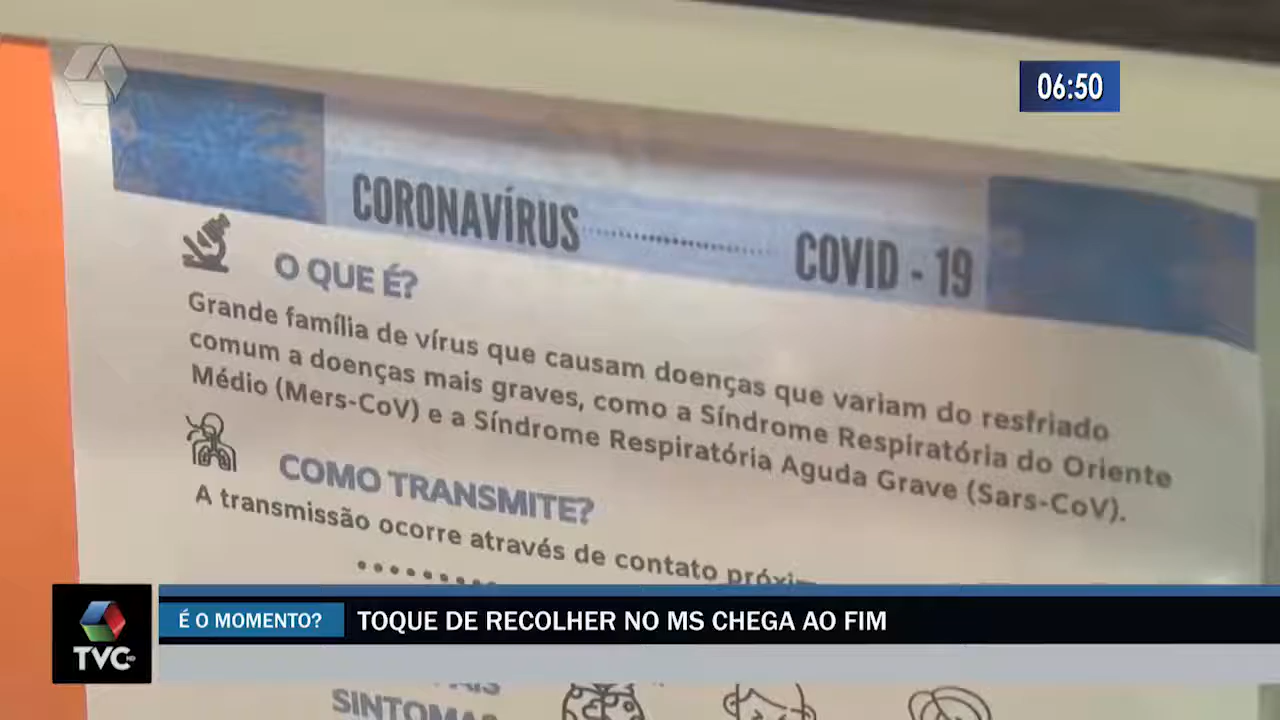 06:50
CORONAVÍRUS
COVID - 19
O QUE É?
Grande família de vírus que causam doenças que variam do resfriado
comum a doenças mais graves, como a Síndrome Respiratória do Oriente
Médio (Mers-CoV) e a Síndrome Respiratória Aguda Grave (Sars-CoV).
COMO TRANSMITE?
A transmissão ocorre através de contato
É O MOMENTO?
TOQUE DE RECOLHER NO MS CHEGA AO FIM
TVC HD